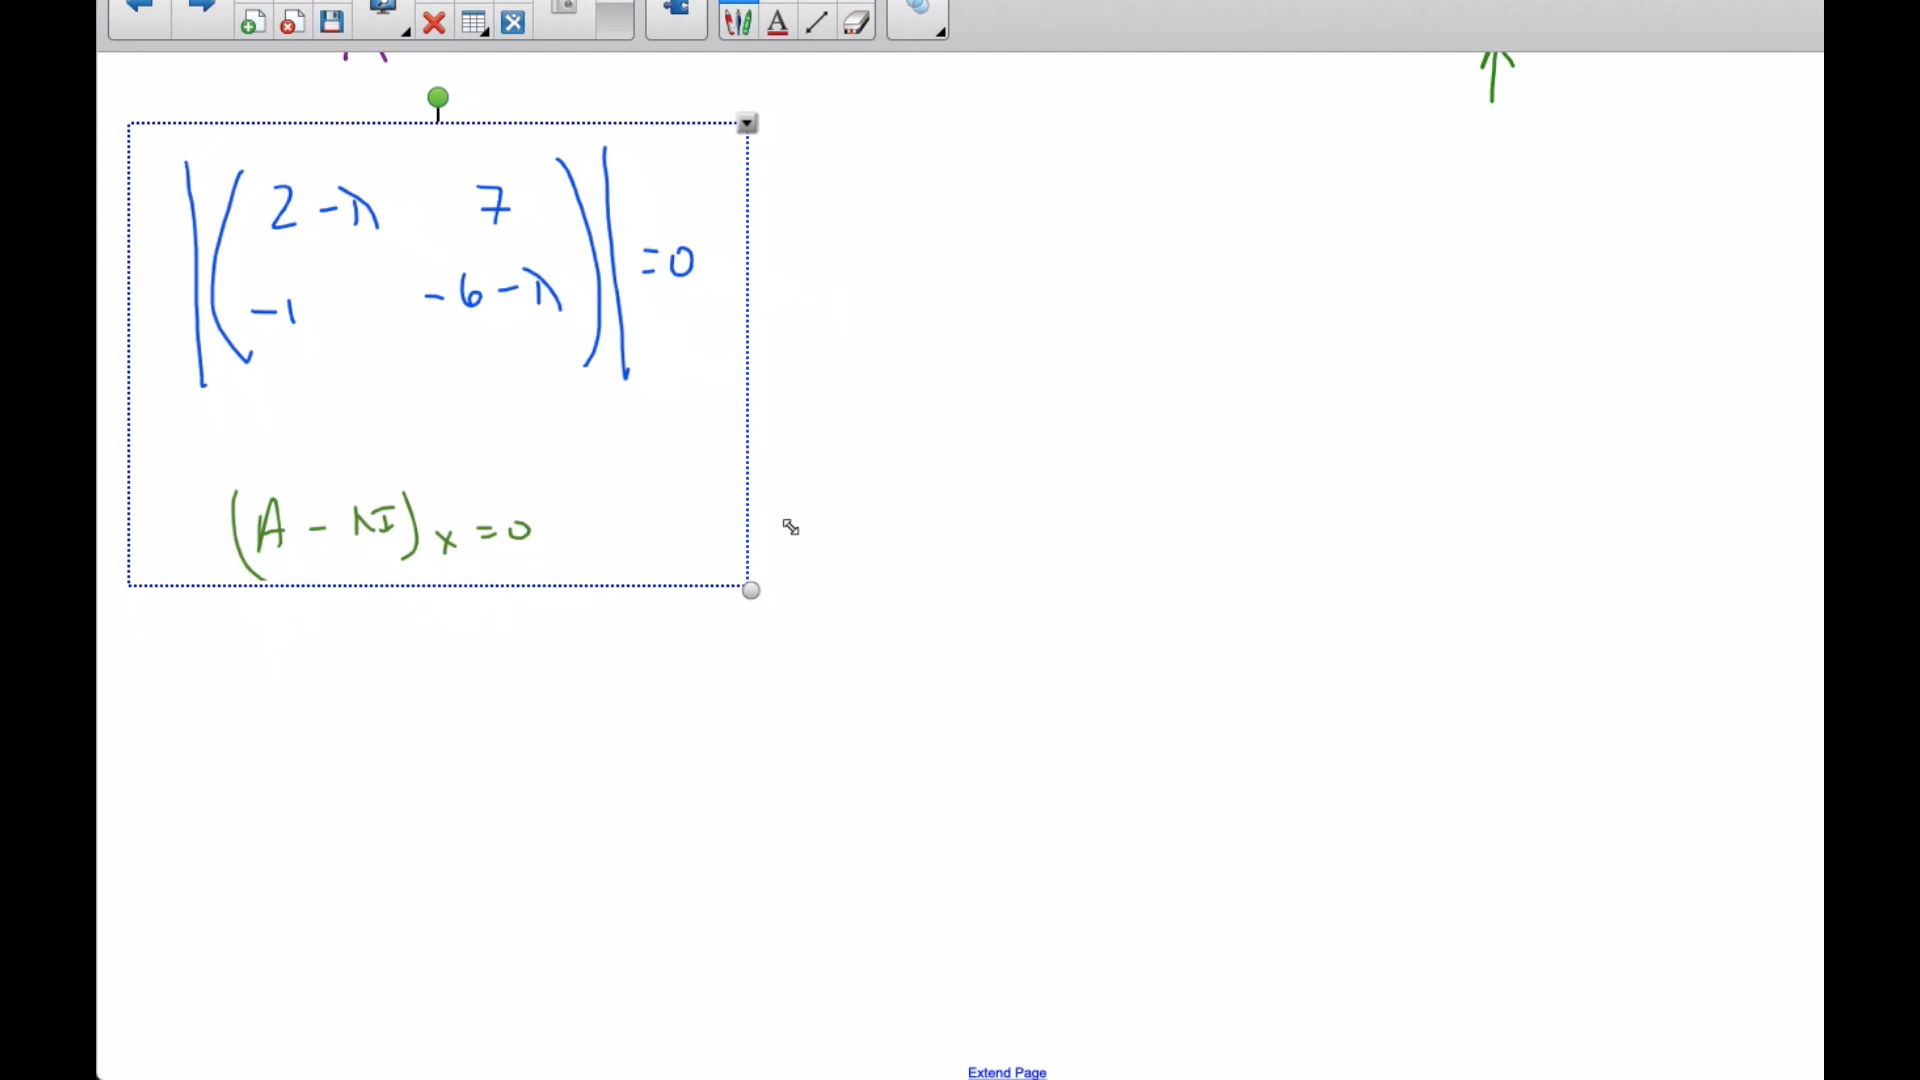 | ( 2 - λ 7 ) | = 0
-1 - 6 - λ
(A - λI) x = 0
Extend Page